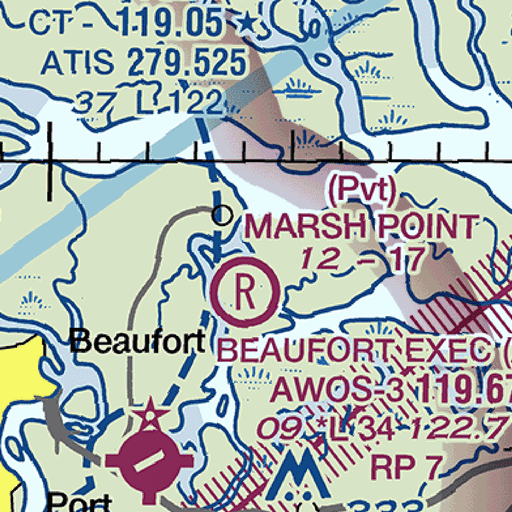 CT - 119.05 ★
ATIS 279.525
37 L 122
(Pvt)
MARSH POINT
12 - 17
R
Beaufort
BEAUFORT EXEC (
AWOS-3 119.67
09 *L 34 122.7
RP 7
Port
333